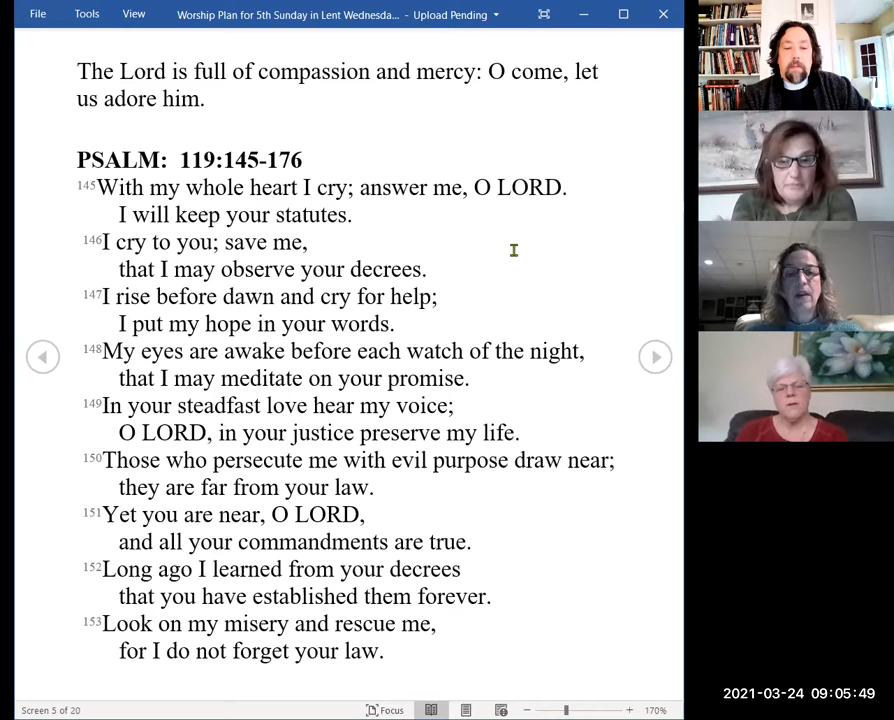 File Tools View Worship Plan for 5th Sunday in Lent Wednesda... - Upload Pending
The Lord is full of compassion and mercy: O come, let
us adore him.
PSALM: 119:145-176
145With my whole heart I cry; answer me, O LORD.
I will keep your statutes.
146I cry to you; save me,
that I may observe your decrees.
147I rise before dawn and cry for help;
I put my hope in your words.
148My eyes are awake before each watch of the night,
that I may meditate on your promise.
149In your steadfast love hear my voice;
O LORD, in your justice preserve my life.
150Those who persecute me with evil purpose draw near;
they are far from your law.
151Yet you are near, O LORD,
and all your commandments are true.
152Long ago I learned from your decrees
that you have established them forever.
153Look on my misery and rescue me,
for I do not forget your law.
Screen 5 of 20 Focus 170%
2021-03-24 09:05:49